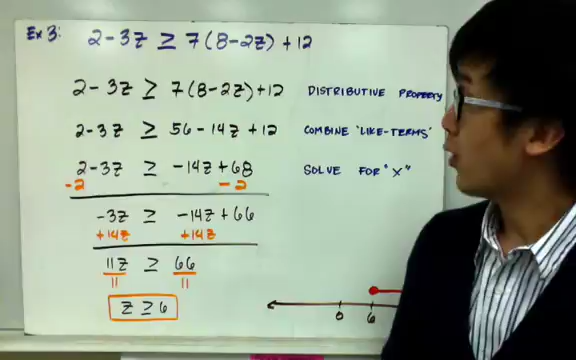 Ex 3: 2-3z ≥ 7(8-2z)+12
2-3z ≥ 7(8-2z)+12 DISTRIBUTIVE PROPERTY
2-3z ≥ 56-14z+12 COMBINE 'LIKE-TERMS'
2-3z ≥ -14z+68 SOLVE FOR "X"
-2 -2
-3z ≥ -14z+66
+14z +14z
11z ≥ 66
11 11
z ≥ 6
0 6